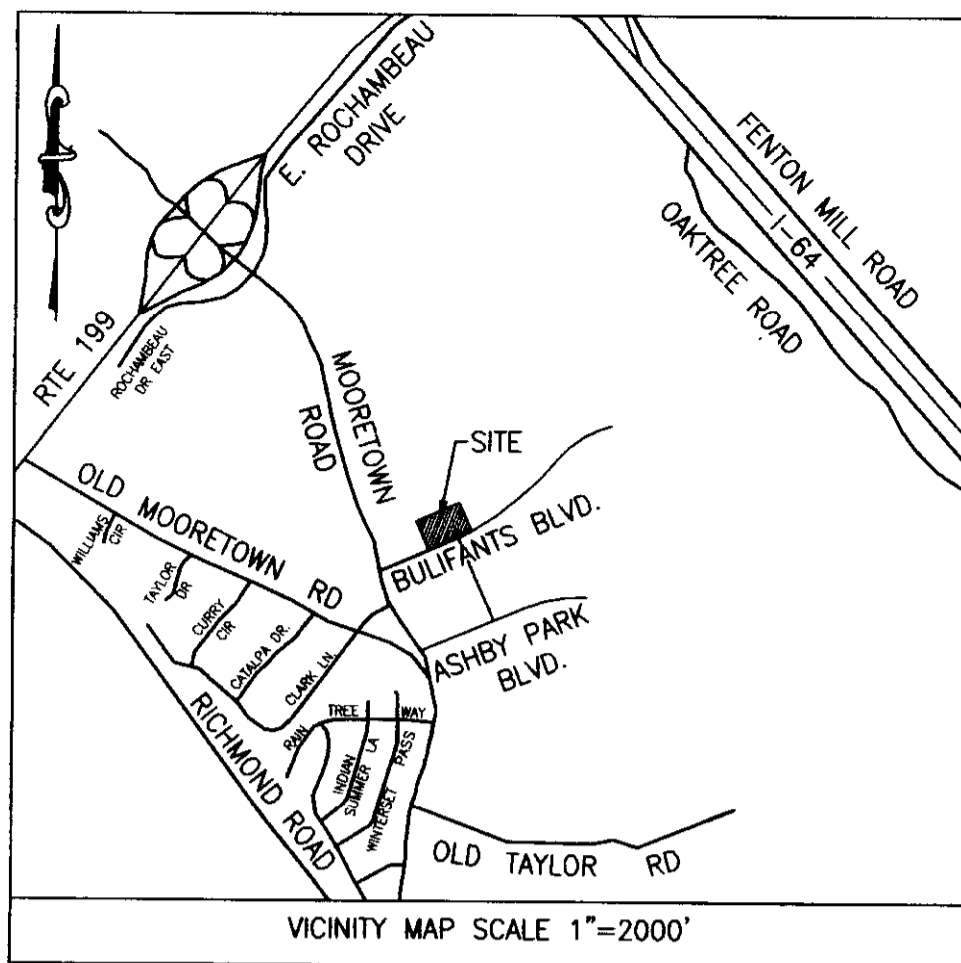 E. ROCHAMBEAU
DRIVE
FENTON MILL ROAD
I-64
OAKTREE ROAD
RTE 199
ROCHAMBEAU
DR EAST
MOORETOWN
ROAD
SITE
OLD MOORETOWN RD
BULIFANTS BLVD.
WILLIAMS
CIR
TAYLOR
DR
CURRY
CIR
CATALPA DR.
CLARK LN.
ASHBY PARK
BLVD.
RICHMOND ROAD
RAIN TREE WAY
INDIAN
SUMMER LA
WINTERSET PASS
OLD TAYLOR RD
VICINITY MAP SCALE 1"=2000'